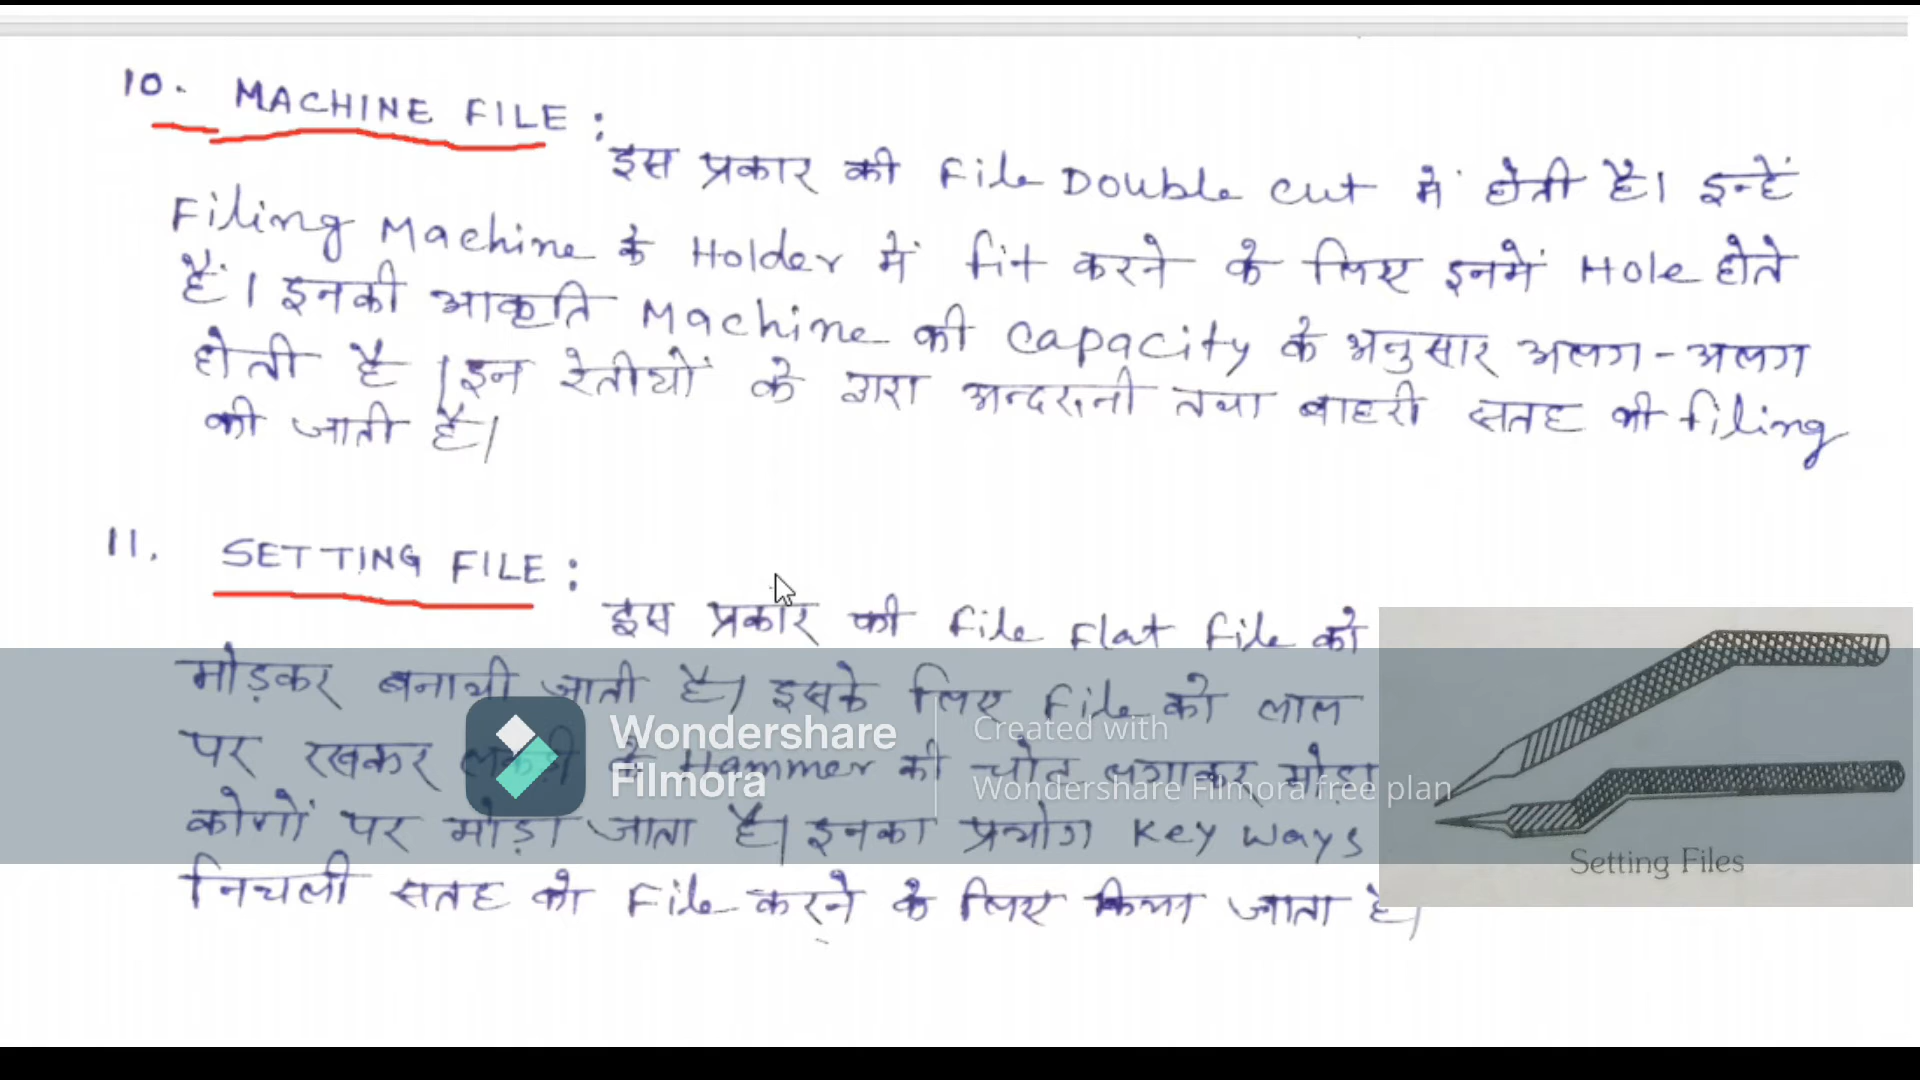 10. MACHINE FILE :
इस प्रकार की File Double cut में होती है। इन्हें
Filing Machine के Holder में fit करने के लिए इनमें Hole होते
हैं। इनकी आकृति Machine की Capacity के अनुसार अलग-अलग
होती है। इन रेतीयों के द्वारा अन्दरुनी तथा बाहरी सतह की filing
की जाती है।
11. SETTING FILE :
इस प्रकार की File Flat File को
मोड़कर बनायी जाती है। इसके लिए File को लाल
पर रखकर के Hammer की चोट लगाकर मोड़ा
कोणों पर मोड़ा जाता है। इनका प्रयोग Key Ways
निचली सतह को File करने के लिए किया जाता है।
Wondershare
Filmora
Created with
Wondershare Filmora free plan
Setting Files